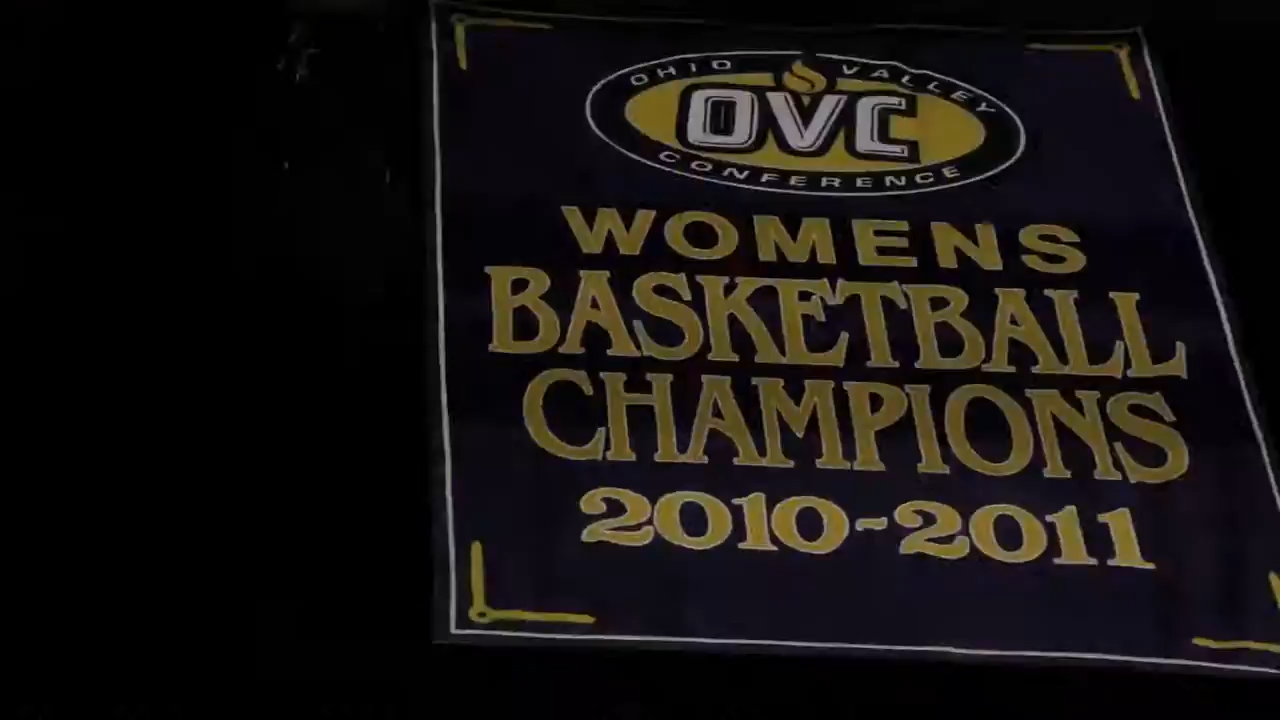 OHIO VALLEY
OVC
CONFERENCE
WOMENS
BASKETBALL
CHAMPIONS
2010-2011